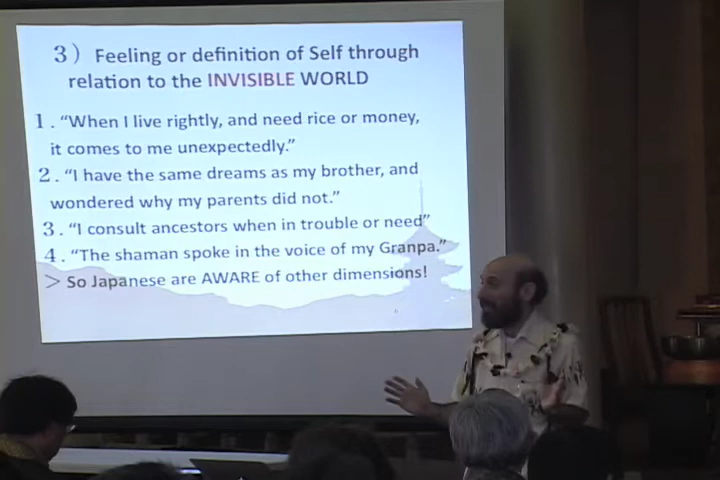 3） Feeling or definition of Self through
relation to the INVISIBLE WORLD
1．“When I live rightly, and need rice or money,
it comes to me unexpectedly.”
2．“I have the same dreams as my brother, and
wondered why my parents did not.”
3．“I consult ancestors when in trouble or need”
4．“The shaman spoke in the voice of my Granpa.”
＞ So Japanese are AWARE of other dimensions!